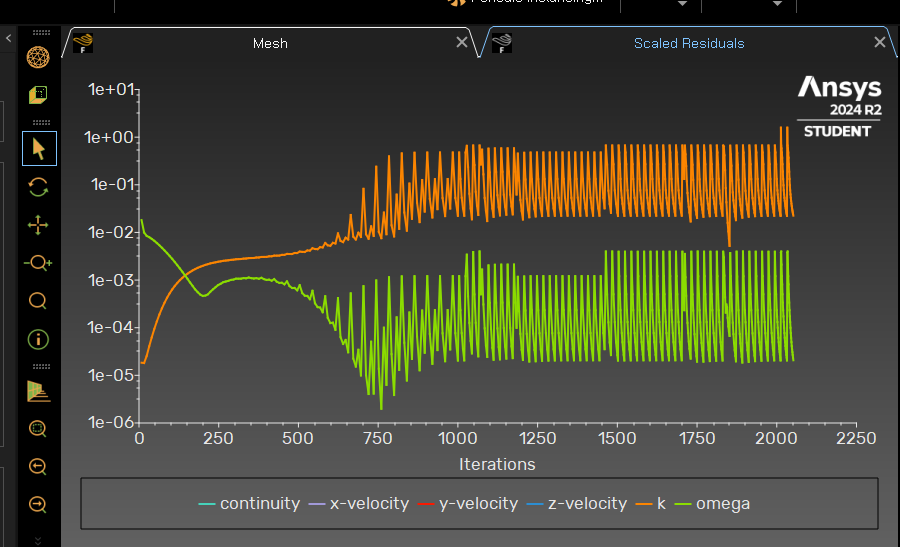 Mesh
Scaled Residuals
F
F
Ansys
2024 R2
STUDENT
1e+01
1e+00
1e-01
1e-02
1e-03
1e-04
1e-05
1e-06
0 250 500 750 1000 1250 1500 1750 2000 2250
Iterations
continuity x-velocity y-velocity z-velocity k omega